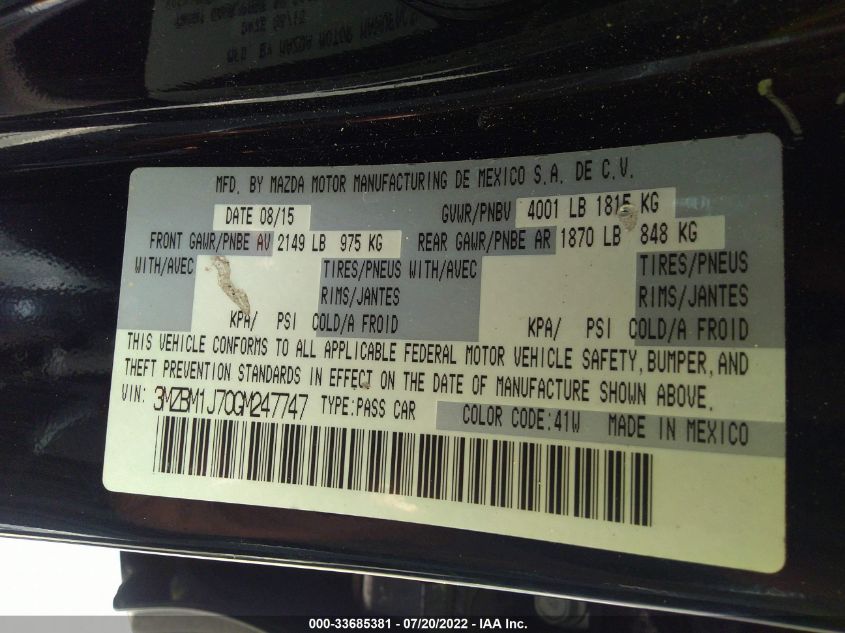 MFD. BY MAZDA MOTOR MANUFACTURING DE MEXICO S.A. DE C.V.
DATE 08/15 GVWR/PNBV 4001 LB 1815 KG
FRONT GAWR/PNBE AV 2149 LB 975 KG REAR GAWR/PNBE AR 1870 LB 848 KG
WITH/AVEC TIRES/PNEUS WITH/AVEC TIRES/PNEUS
RIMS/JANTES RIMS/JANTES
KPA/ PSI COLD/A FROID KPA/ PSI COLD/A FROID
THIS VEHICLE CONFORMS TO ALL APPLICABLE FEDERAL MOTOR VEHICLE SAFETY, BUMPER, AND
THEFT PREVENTION STANDARDS IN EFFECT ON THE DATE OF MANUFACTURE SHOWN ABOVE.
VIN: 3MZBM1J70GM247747 TYPE:PASS CAR COLOR CODE:41W MADE IN MEXICO
000-33685381 / 07/20/2022 - IAA Inc.